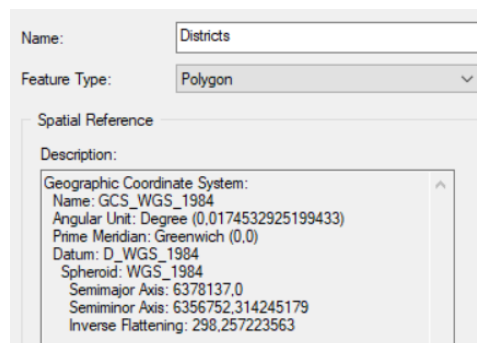 Name: Districts
Feature Type: Polygon
Spatial Reference
Description:
Geographic Coordinate System:
Name: GCS_WGS_1984
Angular Unit: Degree (0,0174532925199433)
Prime Meridian: Greenwich (0,0)
Datum: D_WGS_1984
Spheroid: WGS_1984
Semimajor Axis: 6378137,0
Semiminor Axis: 6356752,314245179
Inverse Flattening: 298,257223563